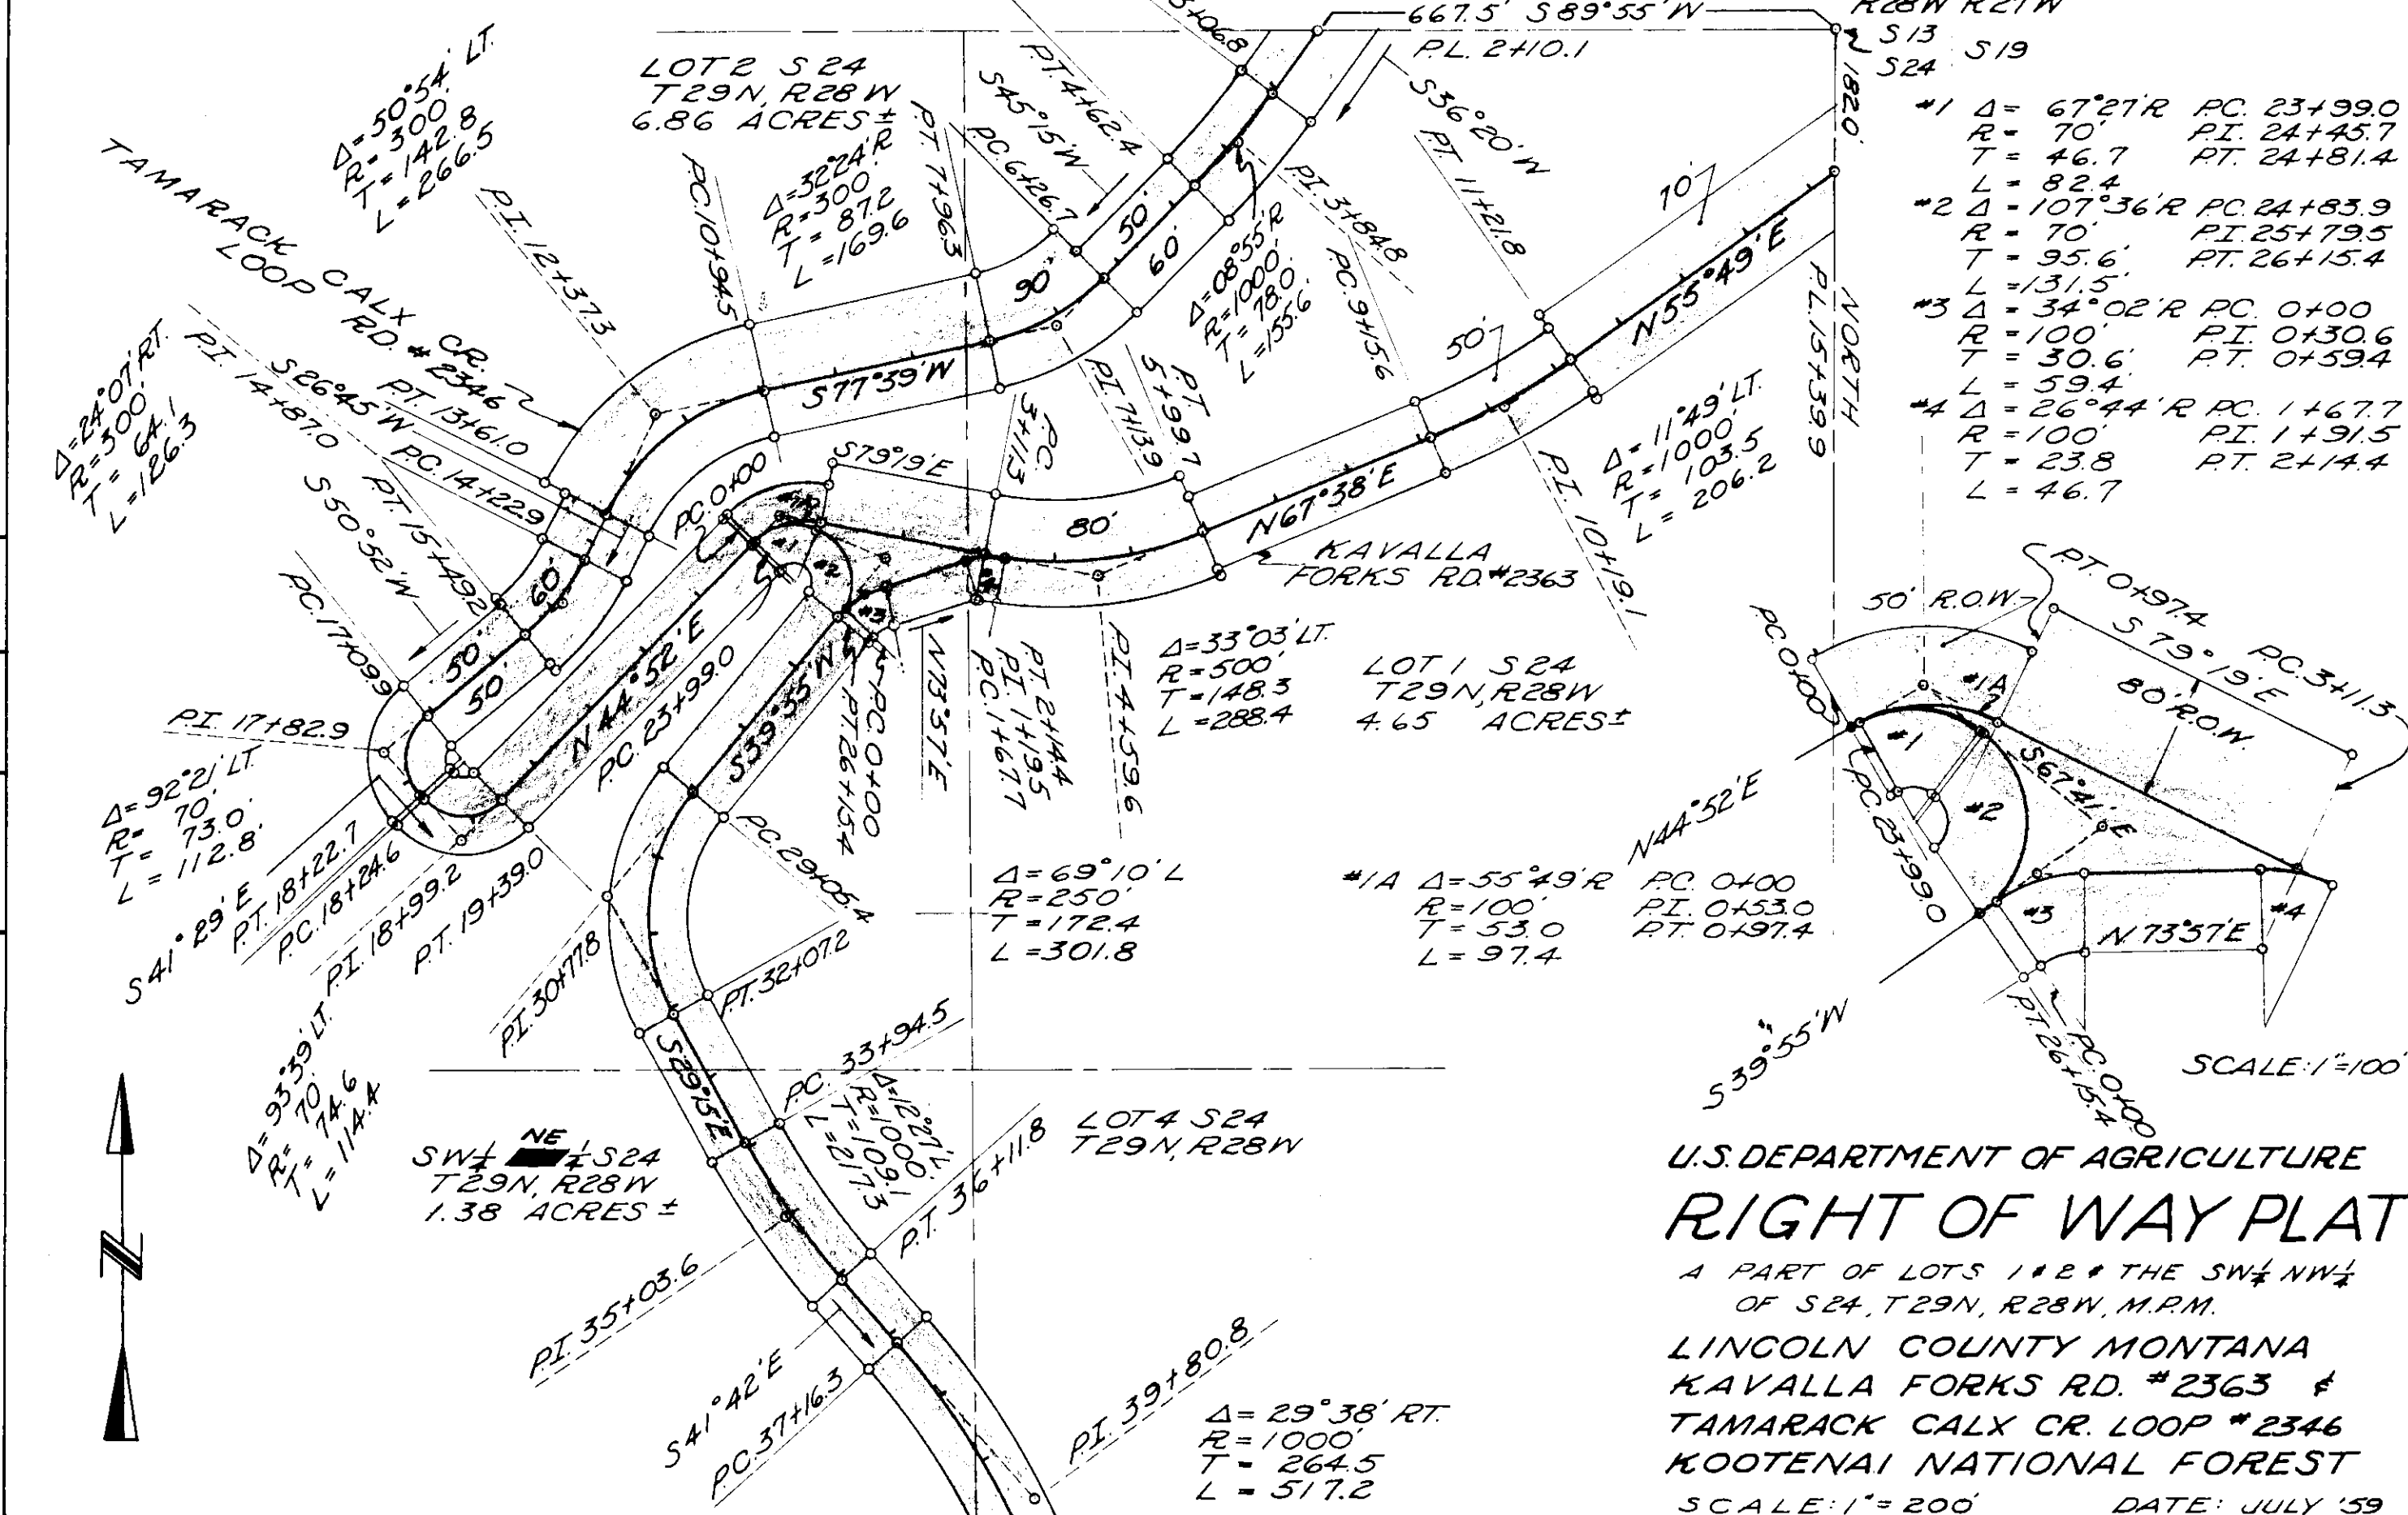 667.5' S89°55'W
P.L. 2+10.1
R28W R27W
S13
S19
S24
182.0'
LOT 2 S24
T29N, R28W
6.86 ACRES±
Δ=50°54' LT.
R=300'
T=142.8
L=266.5
TAMARACK CALX CR.
LOOP RD. #2346
P.I. 12+37.3
P.C. 10+94.5
Δ=32°24'R
R=300'
T=87.2
L=169.6
P.T. 7+96.3
P.C. 6+26.7
S45°15'W
P.T. 4+62.4
P.I. 3+84.8
Δ=08°55'R
R=1000'
T=78.0
L=155.6
S36°20'W
P.T. 11+21.8
P.C. 9+15.6
P.I. 7+13.9
P.T. 5+99.7
P.C. 3+11.3
50'
60'
90'
70'
50'
N55°49'E
P.L. 15+39.9
NORTH
#1 Δ= 67°27'R P.C. 23+99.0
R= 70' P.I. 24+45.7
T= 46.7 P.T. 24+81.4
L= 82.4
#2 Δ=107°36'R P.C. 24+83.9
R= 70' P.I. 25+79.5
T= 95.6' P.T. 26+15.4
L=131.5'
#3 Δ= 34°02'R P.C. 0+00
R=100' P.I. 0+30.6
T= 30.6' P.T. 0+59.4
L= 59.4
#4 Δ=26°44'R P.C. 1+67.7
R=100' P.I. 1+91.5
T= 23.8 P.T. 2+14.4
L= 46.7
Δ=24°07' RT.
R=300'
T=64.1
L=126.3
P.I. 14+87.0
S26°45'W
P.T. 13+61.0
P.C. 14+22.9
P.T. 15+49.2
S50°52'W
P.C. 17+09.9
S77°39'W
P.C. 0+00
S79°19'E
80'
N67°38'E
KAVALLA
FORKS RD. #2363
Δ=11°49' LT.
R=1000'
T=103.5
L=206.2
P.I. 10+19.1
#1
#2
#3
60'
50'
50'
N44°52'E
P.C. 23+99.0
S39°55'W
P.C. 0+00
P.T. 26+15.4
N73°57'E
P.T. 2+14.4
P.I. 1+19.5
P.C. 1+67.7
P.I. 4+59.6
Δ=33°03' LT.
R=500'
T=148.3
L=288.4
LOT 1 S24
T29N, R28W
4.65 ACRES±
P.I. 17+82.9
Δ=92°21' LT.
R= 70'
T= 73.0'
L=112.8'
S41°29'E
P.T. 18+22.7
P.C. 18+24.6
P.I. 18+99.2
P.T. 19+39.0
Δ=93°39' LT.
R= 70'
T= 74.6
L=114.4
P.C. 29+05.4
P.I. 30+77.8
P.T. 32+07.2
Δ=69°10' L
R=250'
T=172.4
L=301.8
#1A Δ=55°49'R P.C. 0+00
R=100' P.I. 0+53.0
T= 53.0 P.T. 0+97.4
L= 97.4
50' R.O.W.
P.T. 0+97.4
S79°19'E
P.C. 3+11.3
80' R.O.W.
P.C. 0+00
#1A
#1
#2
S67°41'E
N44°52'E
P.C. 23+99.0
#3
#4
N.73°57'E
S39°55'W
P.C. 0+00
P.T. 26+15.4
SCALE: 1"=100'
S29°15'E
P.C. 33+94.5
Δ=12°27'L.
R=1000'
T=109.1
L=217.3
P.T. 36+11.8
P.I. 35+03.6
S41°42'E
P.C. 37+16.3
P.I. 39+80.8
LOT 4 S24
T29N, R28W
SW¼ NE¼ S24
T29N, R28W
1.38 ACRES ±
N
Δ= 29°38' RT.
R=1000'
T= 264.5
L= 517.2
U.S. DEPARTMENT OF AGRICULTURE
RIGHT OF WAY PLAT
A PART OF LOTS 1 & 2 & THE SW¼ NW¼
OF S24, T29N, R28W, M.P.M.
LINCOLN COUNTY MONTANA
KAVALLA FORKS RD. #2363 &
TAMARACK CALX CR. LOOP #2346
KOOTENAI NATIONAL FOREST
SCALE: 1"=200' DATE: JULY '59